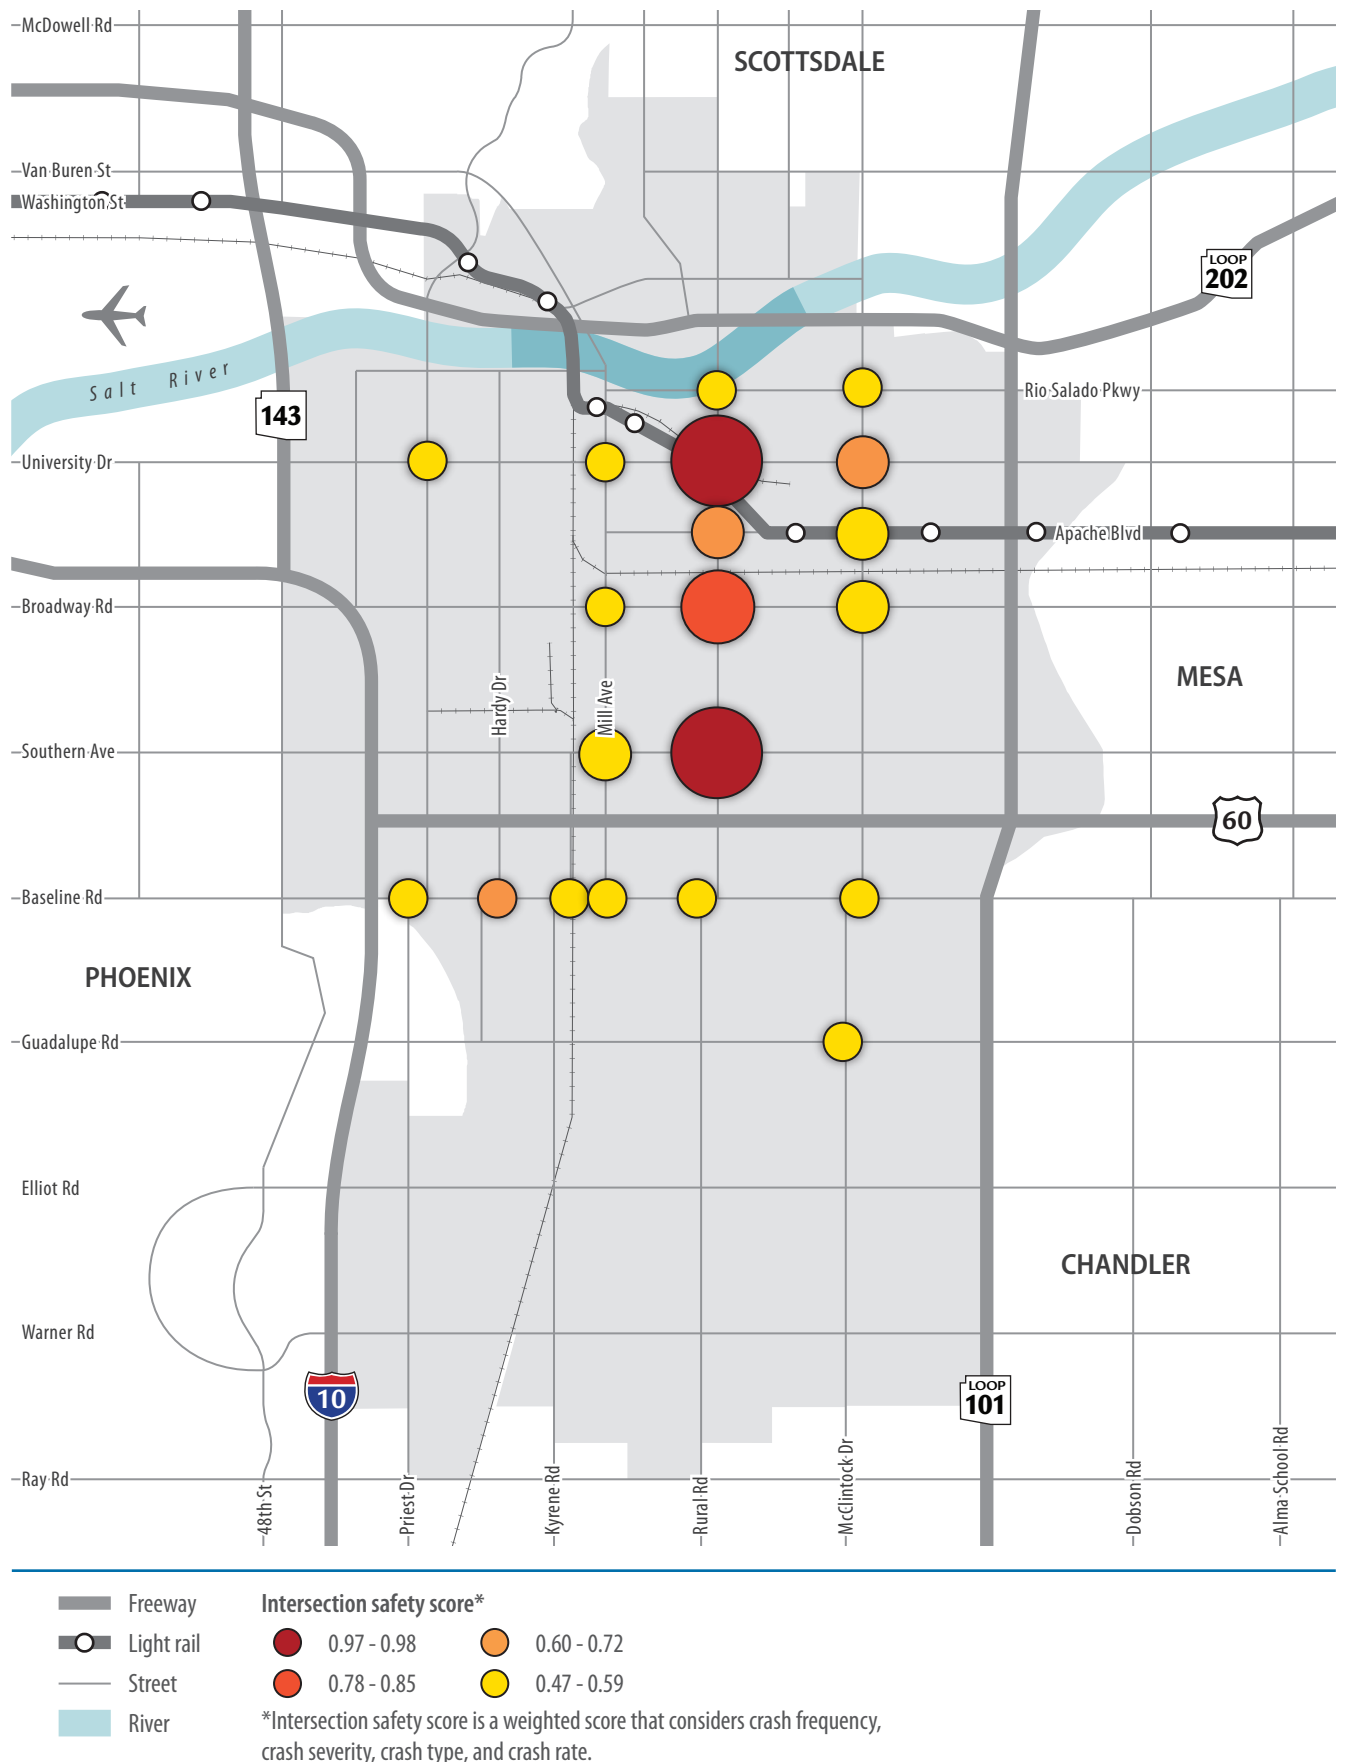 McDowell Rd
SCOTTSDALE
Van Buren St
Washington St
LOOP
202
Salt River
143
Rio Salado Pkwy
University Dr
Apache Blvd
Broadway Rd
Hardy Dr
Mill Ave
MESA
Southern Ave
60
Baseline Rd
PHOENIX
Guadalupe Rd
Elliot Rd
CHANDLER
Warner Rd
10
LOOP
101
Ray Rd
48th St
Priest Dr
Kyrene Rd
Rural Rd
McClintock Dr
Dobson Rd
Alma School Rd
Freeway
Light rail
Street
River
Intersection safety score*
0.97 - 0.98
0.60 - 0.72
0.78 - 0.85
0.47 - 0.59
*Intersection safety score is a weighted score that considers crash frequency,
crash severity, crash type, and crash rate.